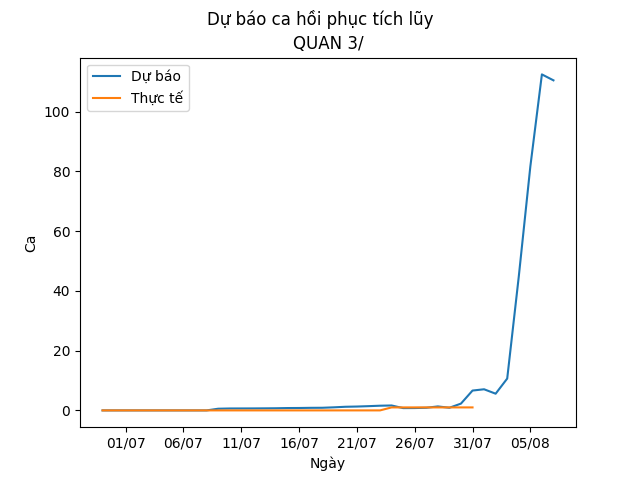 Dự báo ca hồi phục tích lũy
QUAN 3/
Dự báo
Thực tế
Ca
100
80
60
40
20
0
01/07
06/07
11/07
16/07
21/07
26/07
31/07
05/08
Ngày